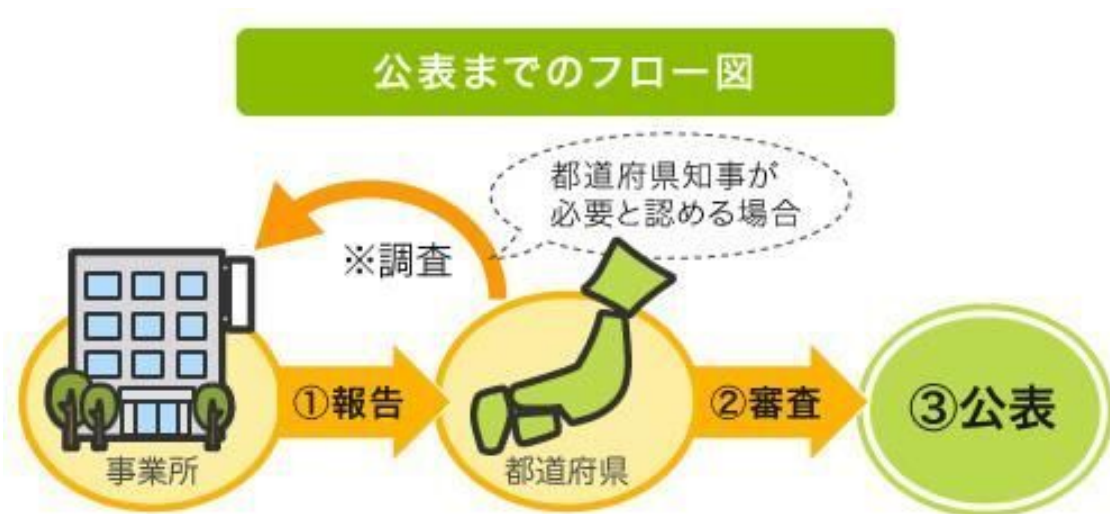 公表までのフロー図
都道府県知事が
必要と認める場合
※調査
①報告
②審査
③公表
事業所
都道府県